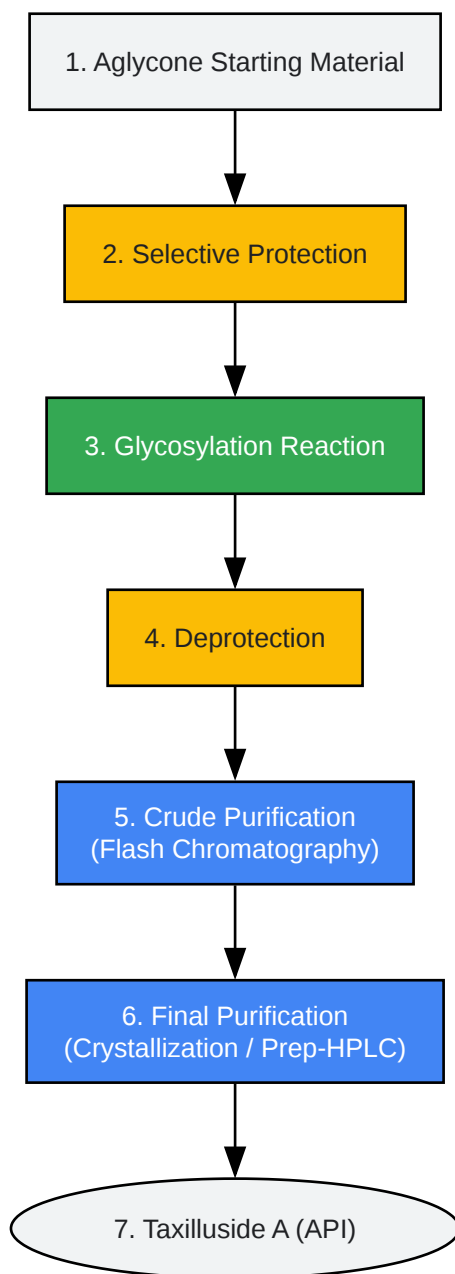 1. Aglycone Starting Material
2. Selective Protection
3. Glycosylation Reaction
4. Deprotection
5. Crude Purification
(Flash Chromatography)
6. Final Purification
(Crystallization / Prep-HPLC)
7. Taxilluside A (API)